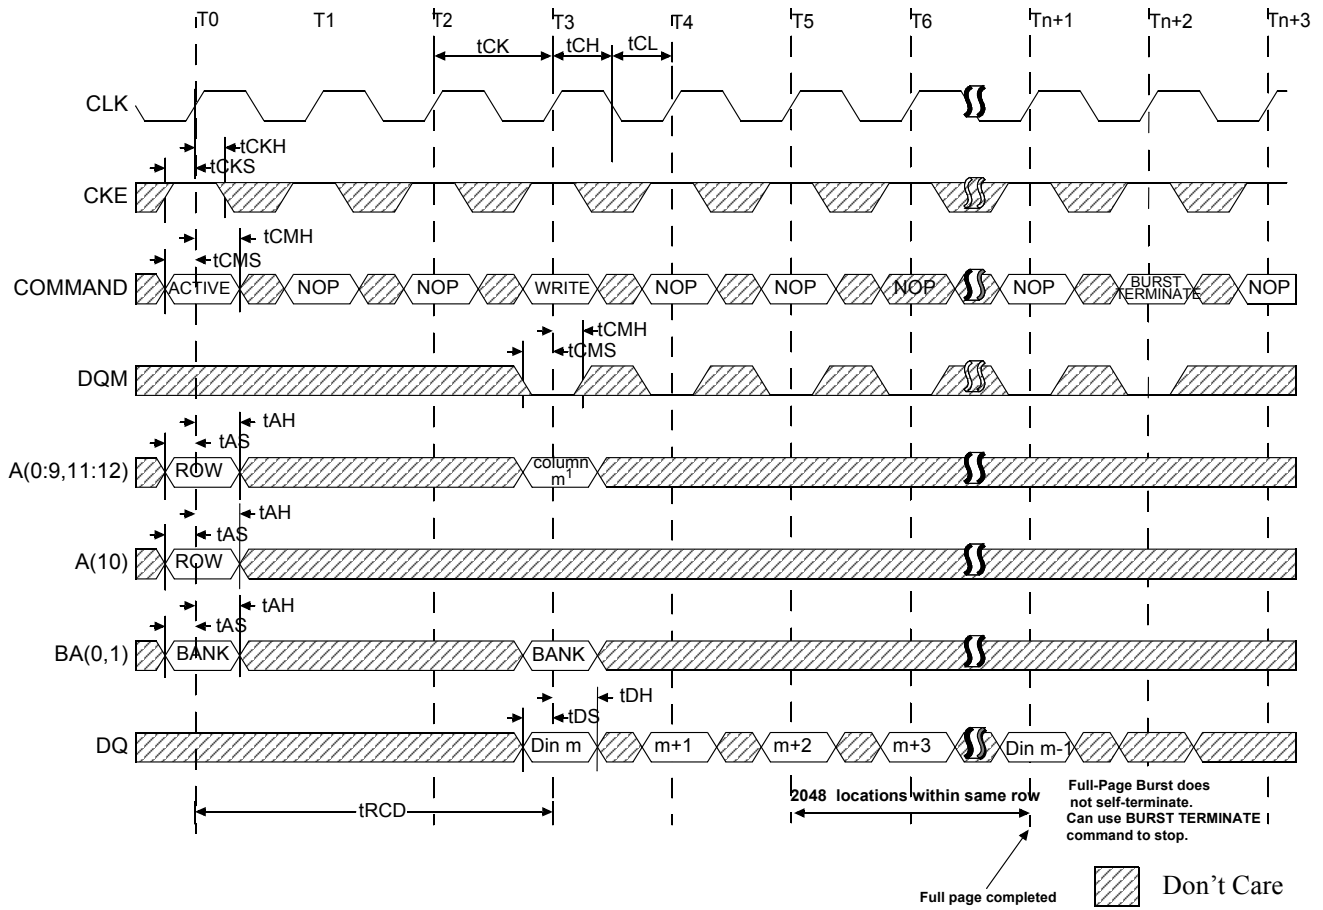 T0 T1 T2 T3 T4 T5 T6 Tn+1 Tn+2 Tn+3
tCK tCH tCL
CLK
tCKH
tCKS
CKE
tCMH
tCMS
COMMAND ACTIVE NOP NOP WRITE NOP NOP NOP NOP BURST TERMINATE NOP
tCMH
tCMS
DQM
tAH
tAS
A(0:9,11:12) ROW column m1
tAH
tAS
A(10) ROW
tAH
tAS
BA(0,1) BANK BANK
tDH
tDS
DQ Din m m+1 m+2 m+3 Din m-1
tRCD
2048 locations within same row
Full-Page Burst does
not self-terminate.
Can use BURST TERMINATE
command to stop.
Full page completed
Don't Care